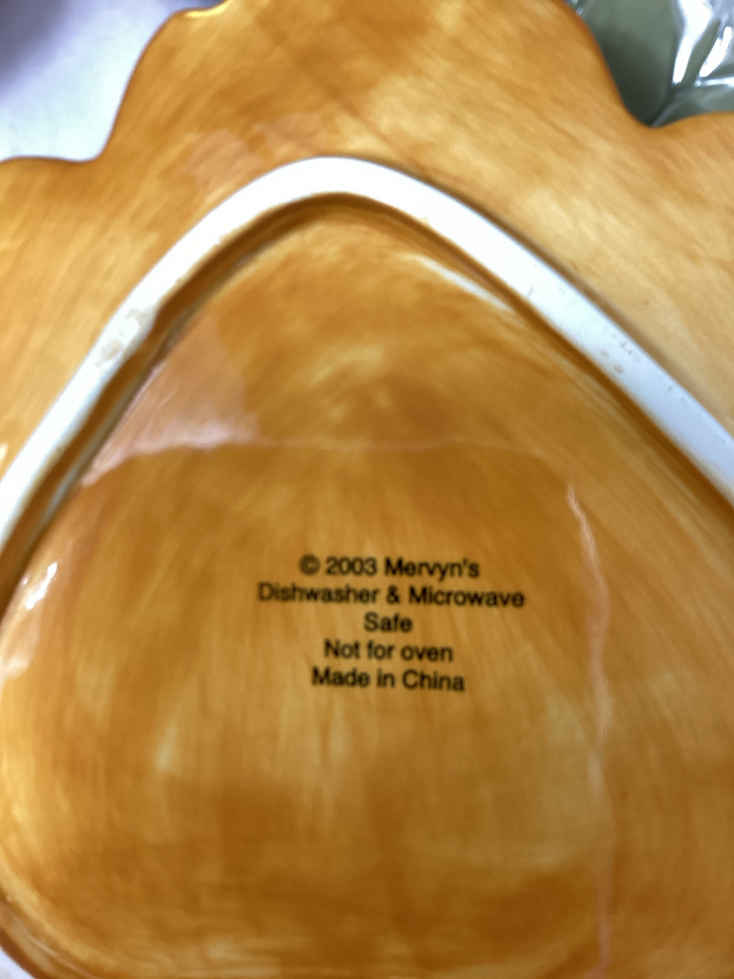 © 2003 Mervyn's
Dishwasher & Microwave
Safe
Not for oven
Made in China